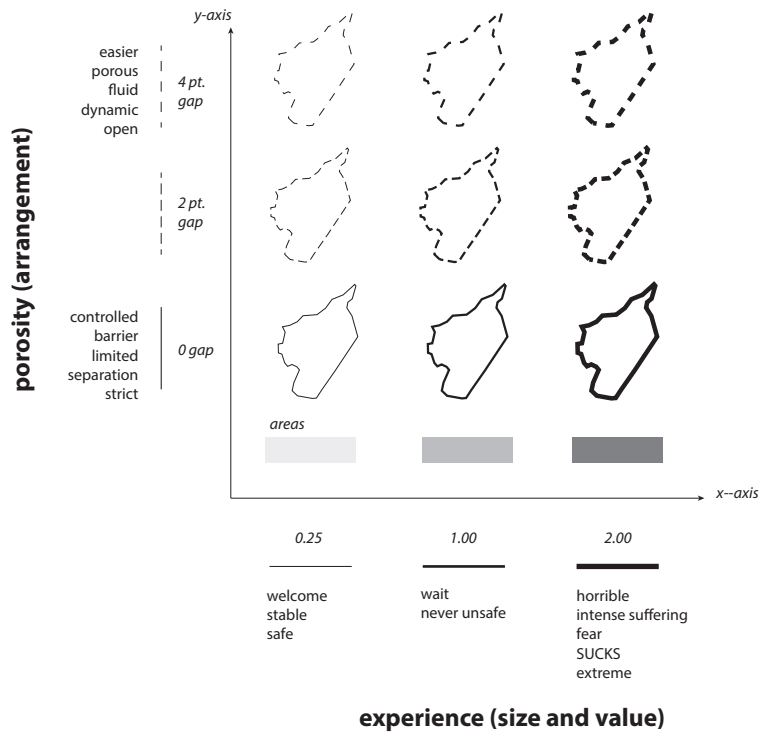 y-axis
easier
porous
fluid
dynamic
open
4 pt.
gap
2 pt.
gap
porosity (arrangement)
controlled
barrier
limited
separation
strict
0 gap
areas
x--axis
0.25
1.00
2.00
welcome
stable
safe
wait
never unsafe
horrible
intense suffering
fear
SUCKS
extreme
experience (size and value)